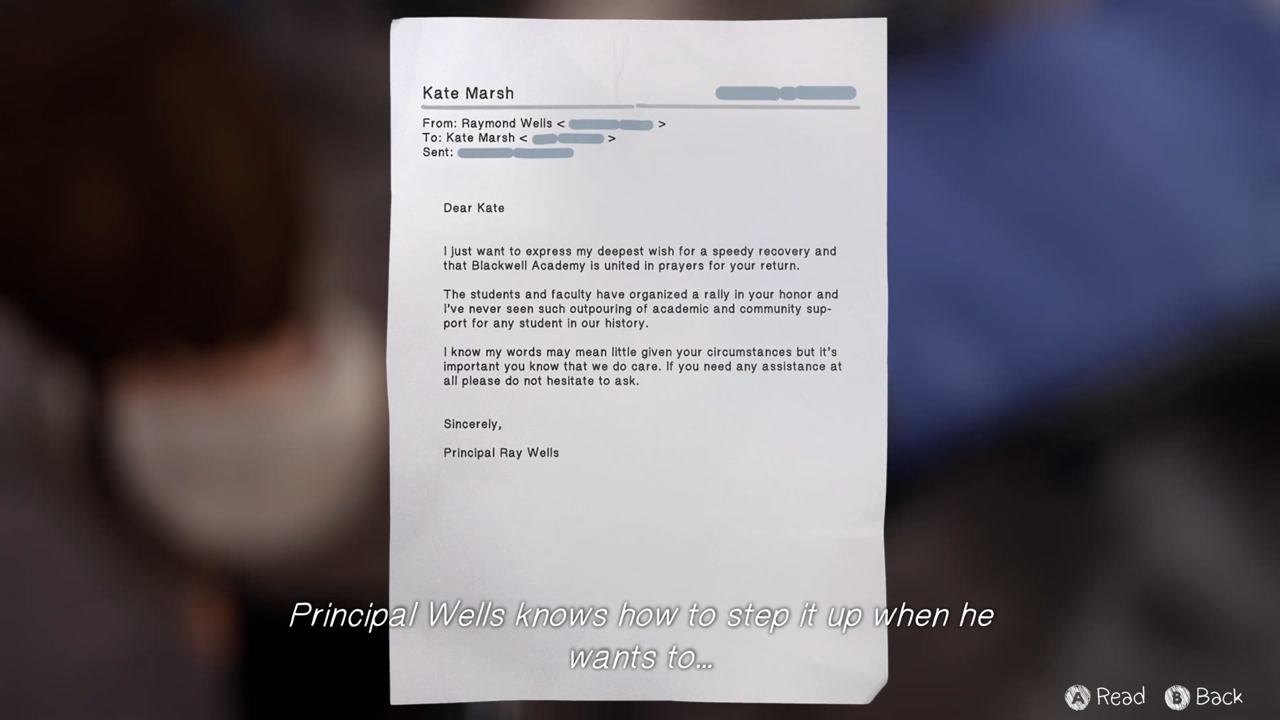 Kate Marsh
From: Raymond Wells < >
To: Kate Marsh < >
Sent:
Dear Kate
I just want to express my deepest wish for a speedy recovery and
that Blackwell Academy is united in prayers for your return.
The students and faculty have organized a rally in your honor and
I've never seen such outpouring of academic and community sup-
port for any student in our history.
I know my words may mean little given your circumstances but it's
important you know that we do care. If you need any assistance at
all please do not hesitate to ask.
Sincerely,
Principal Ray Wells
Principal Wells knows how to step it up when he
wants to...
A Read B Back